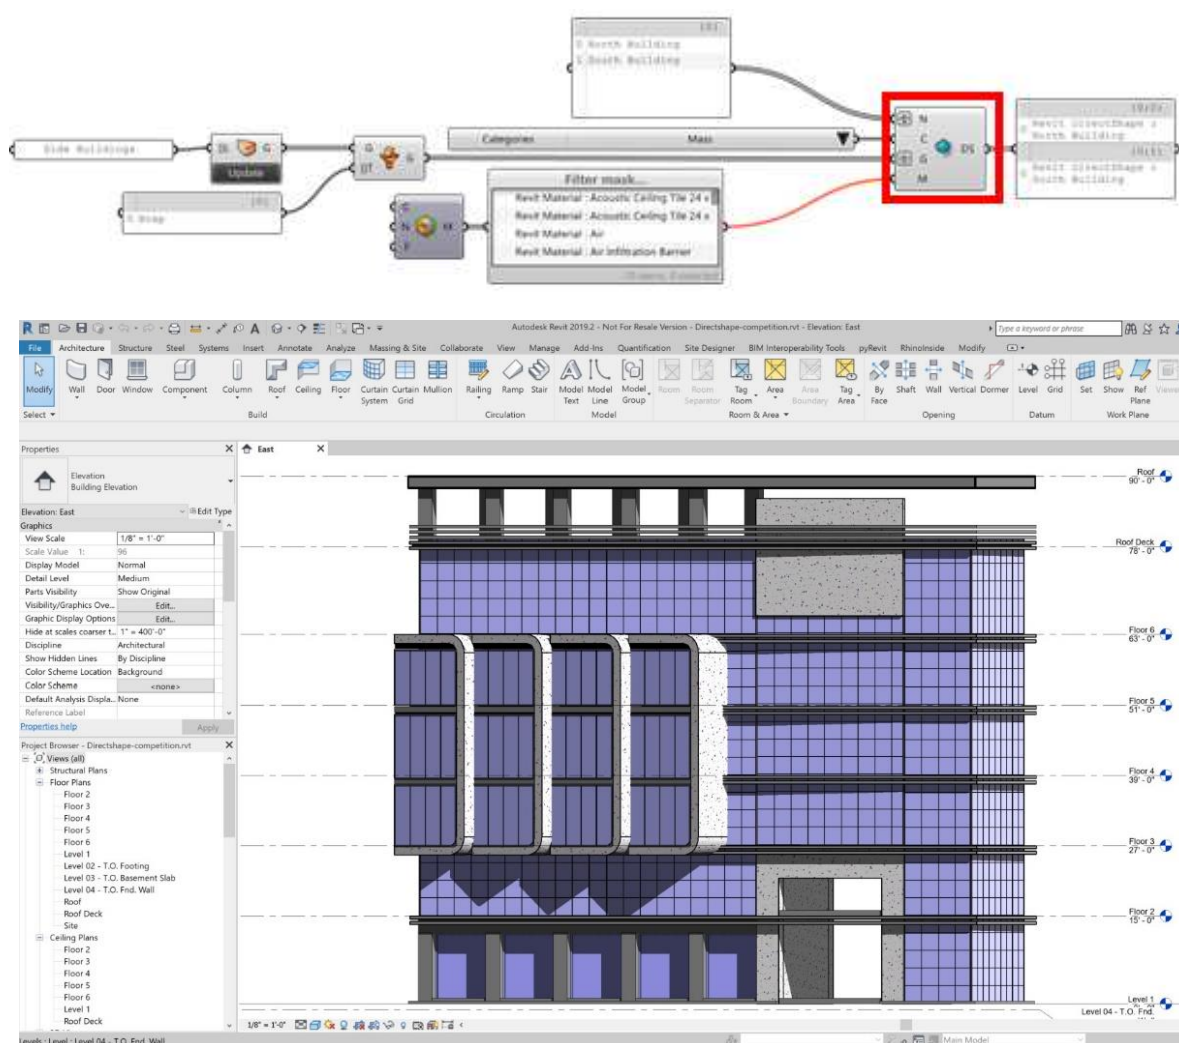 {0}
0 North Building
1 South Building
Side Buildings
Update
G
Categories
Mass
N
C
G
M
DS
Filter mask...
Revit Material : Acoustic Ceiling Tile 24 x
Revit Material : Acoustic Ceiling Tile 24 x
Revit Material : Air
Revit Material : Air Infiltration Barrier
Revit DirectShape :
North Building
Revit DirectShape :
South Building
Autodesk Revit 2019.2 - Not For Resale Version - Directshape-competition.rvt - Elevation: East
Type a keyword or phrase
File Architecture Structure Steel Systems Insert Annotate Analyze Massing & Site Collaborate View Manage Add-Ins Quantification Site Designer BIM Interoperability Tools pyRevit RhinoInside Modify
Modify Wall Door Window Component Column Roof Ceiling Floor Curtain System Curtain Grid Mullion Railing Ramp Stair Model Text Model Line Model Group Room Room Separator Tag Room Area Area Boundary Tag Area By Face Shaft Wall Vertical Dormer Level Grid Set Show Ref Plane Viewer
Select Build Circulation Model Room & Area Opening Datum Work Plane
Properties
East
Elevation
Building Elevation
Elevation: East Edit Type
Graphics
View Scale 1/8" = 1'-0"
Scale Value 1: 96
Display Model Normal
Detail Level Medium
Parts Visibility Show Original
Visibility/Graphics Ove... Edit...
Graphic Display Options Edit...
Hide at scales coarser t... 1" = 400'-0"
Discipline Architectural
Show Hidden Lines By Discipline
Color Scheme Location Background
Color Scheme <none>
Default Analysis Displa... None
Reference Label
Properties help Apply
Project Browser - Directshape-competition.rvt
Views (all)
Structural Plans
Floor Plans
Floor 2
Floor 3
Floor 4
Floor 5
Floor 6
Level 1
Level 02 - T.O. Footing
Level 03 - T.O. Basement Slab
Level 04 - T.O. Fnd. Wall
Roof
Roof Deck
Site
Ceiling Plans
Floor 2
Floor 3
Floor 4
Floor 5
Floor 6
Level 1
Roof Deck
Roof
90' - 0"
Roof Deck
78' - 0"
Floor 6
63' - 0"
Floor 5
51' - 0"
Floor 4
39' - 0"
Floor 3
27' - 0"
Floor 2
15' - 0"
Level 1
Level 04 - T.O. Fnd.
1/8" = 1'-0"
Levels : Level : Level 04 - T.O. Fnd. Wall
Main Model